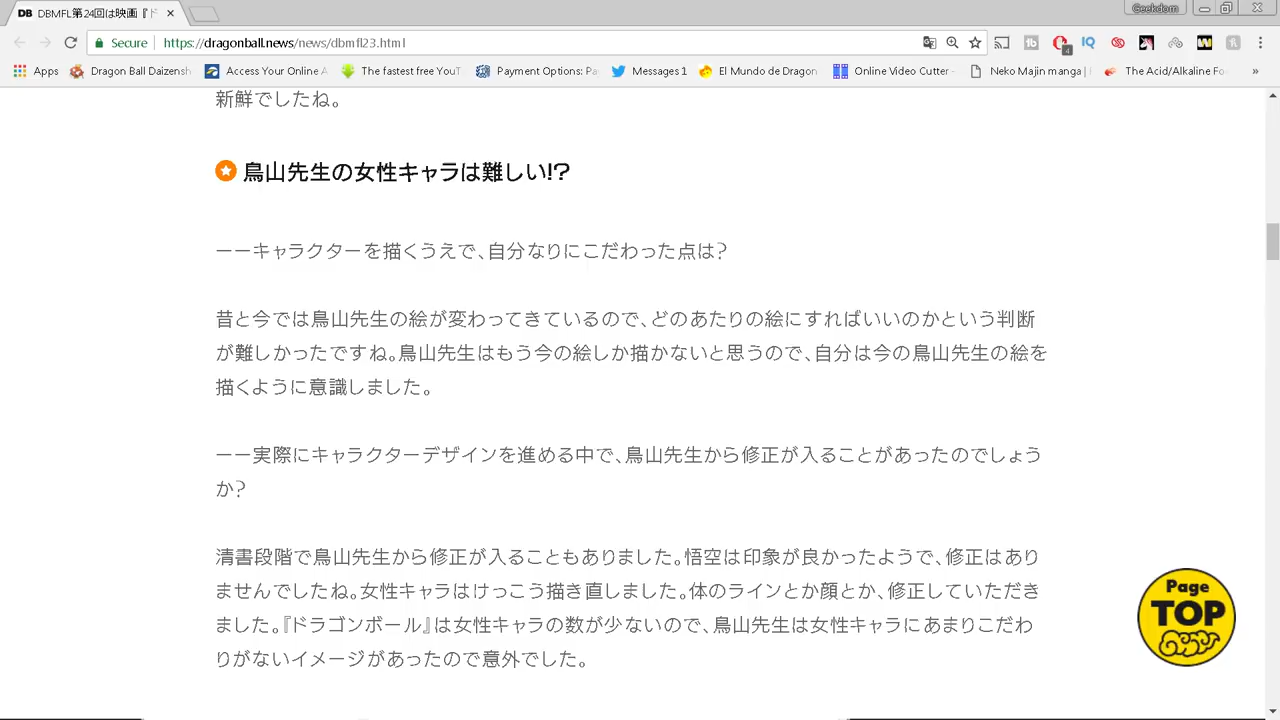 DB DBMFL第24回は映画『ド
Geekdom
Secure https://dragonball.news/news/dbmfl23.html
Apps Dragon Ball Daizensh Access Your Online A The fastest free YouT Payment Options: Pa Messages 1 El Mundo de Dragon Online Video Cutter - Neko Majin manga | The Acid/Alkaline Fo »
新鮮でしたね。
鳥山先生の女性キャラは難しい!?
ーーキャラクターを描くうえで、自分なりにこだわった点は?
昔と今では鳥山先生の絵が変わってきているので、どのあたりの絵にすればいいのかという判断
が難しかったですね。鳥山先生はもう今の絵しか描かないと思うので、自分は今の鳥山先生の絵を
描くように意識しました。
ーー実際にキャラクターデザインを進める中で、鳥山先生から修正が入ることがあったのでしょう
か?
清書段階で鳥山先生から修正が入ることもありました。悟空は印象が良かったようで、修正はあり
ませんでしたね。女性キャラはけっこう描き直しました。体のラインとか顔とか、修正していただき
ました。『ドラゴンボール』は女性キャラの数が少ないので、鳥山先生は女性キャラにあまりこだわ
りがないイメージがあったので意外でした。
Page
TOP